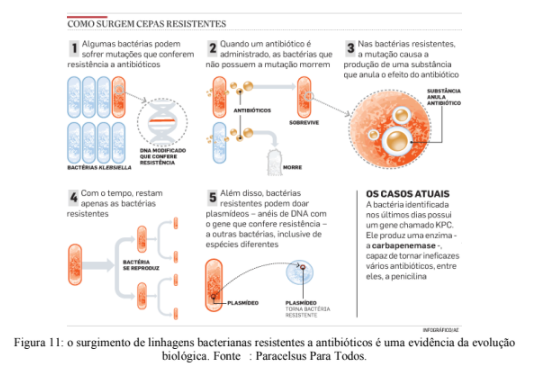 COMO SURGEM CEPAS RESISTENTES
1 Algumas bactérias podem
sofrer mutações que conferem
resistência a antibióticos
BACTÉRIAS KLEBSIELLA
DNA MODIFICADO
QUE CONFERE
RESISTÊNCIA
2 Quando um antibiótico é
administrado, as bactérias que
não possuem a mutação morrem
ANTIBIÓTICOS
SOBREVIVE
MORRE
3 Nas bactérias resistentes,
a mutação causa a
produção de uma substância
que anula o efeito do antibiótico
SUBSTÂNCIA
ANULA
ANTIBIÓTICO
4 Com o tempo, restam
apenas as bactérias
resistentes
BACTÉRIA
SE REPRODUZ
5 Além disso, bactérias
resistentes podem doar
plasmídeos – anéis de DNA com
o gene que confere resistência –
a outras bactérias, inclusive de
espécies diferentes
PLASMÍDEO
PLASMÍDEO
TORNA BACTÉRIA
RESISTENTE
OS CASOS ATUAIS
A bactéria identificada
nos últimos dias possui
um gene chamado KPC.
Ele produz uma enzima -
a carbapenemase -,
capaz de tornar ineficazes
vários antibióticos, entre
eles, a penicilina
INFOGRÁFICO/AE
Figura 11: o surgimento de linhagens bacterianas resistentes a antibióticos é uma evidência da evolução
biológica. Fonte : Paracelsus Para Todos.